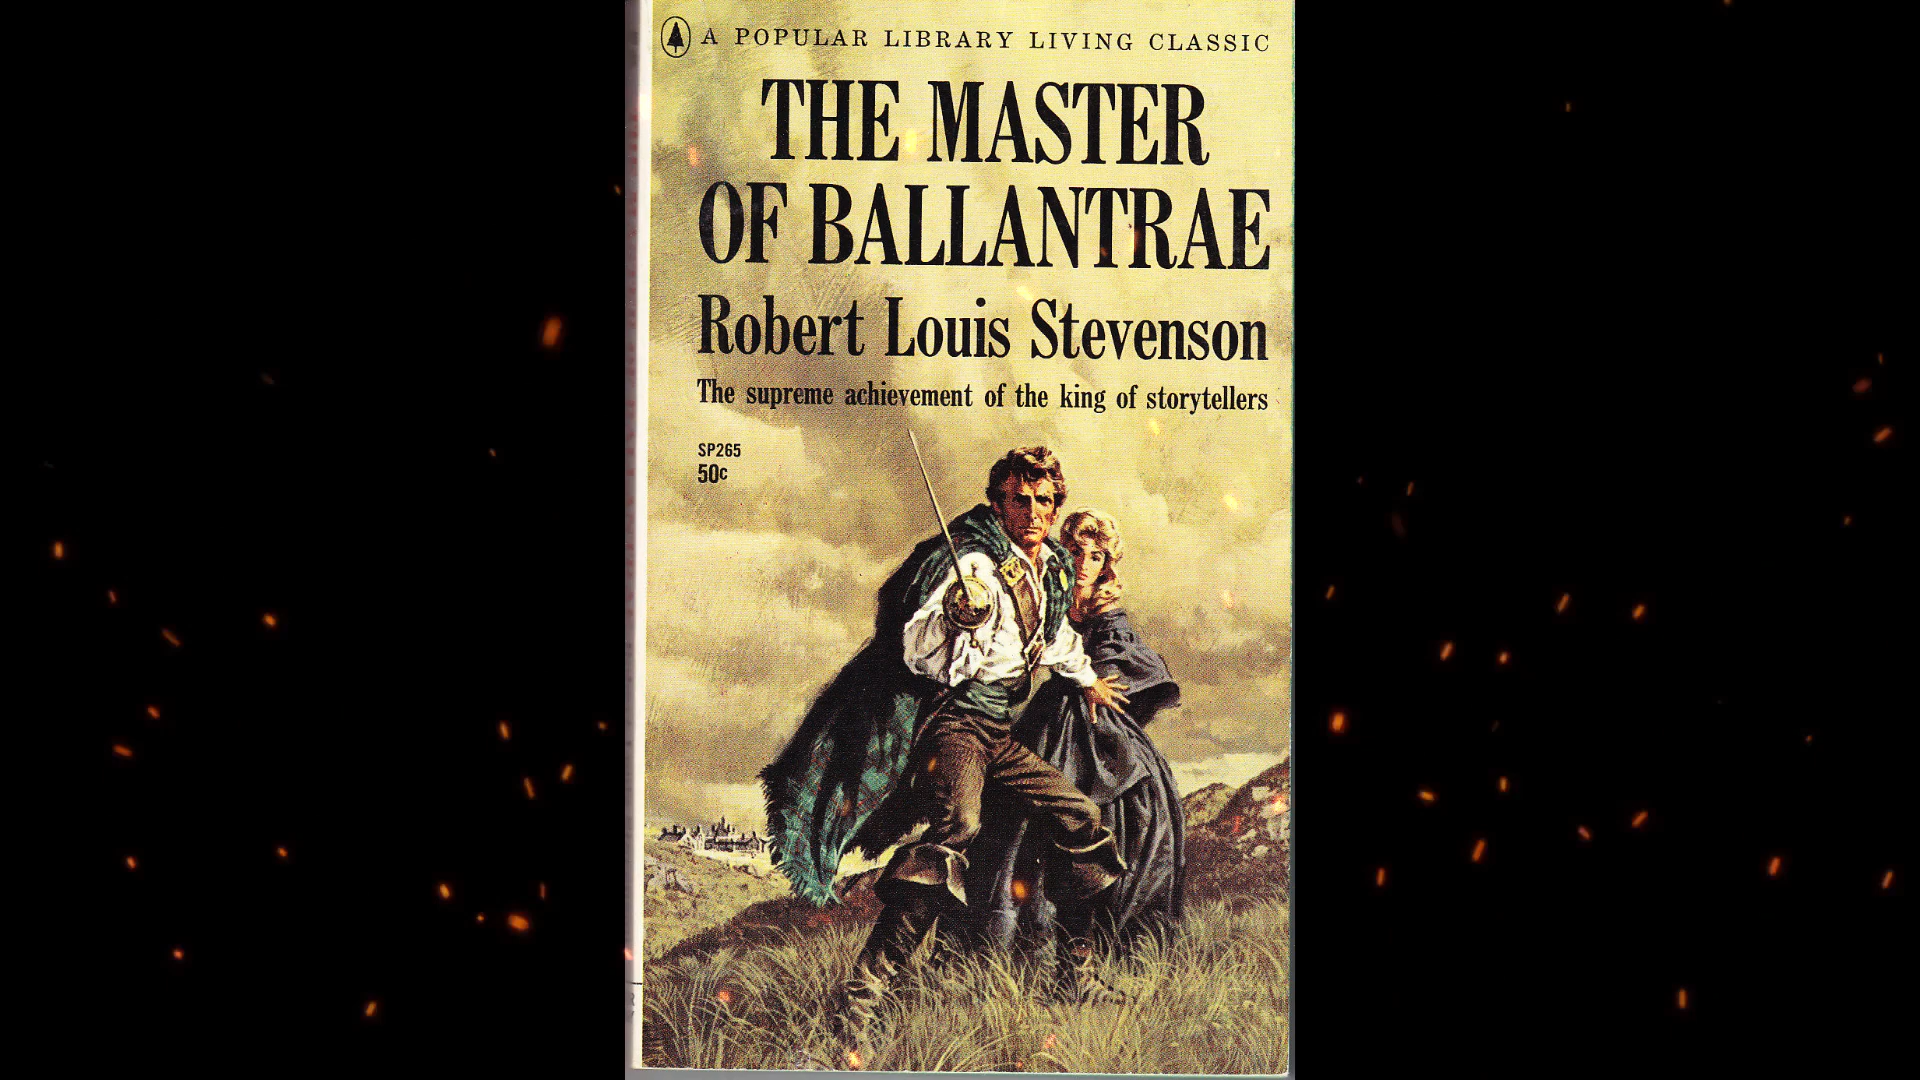 A POPULAR LIBRARY LIVING CLASSIC
THE MASTER
OF BALLANTRAE
Robert Louis Stevenson
The supreme achievement of the king of storytellers
SP265
50c